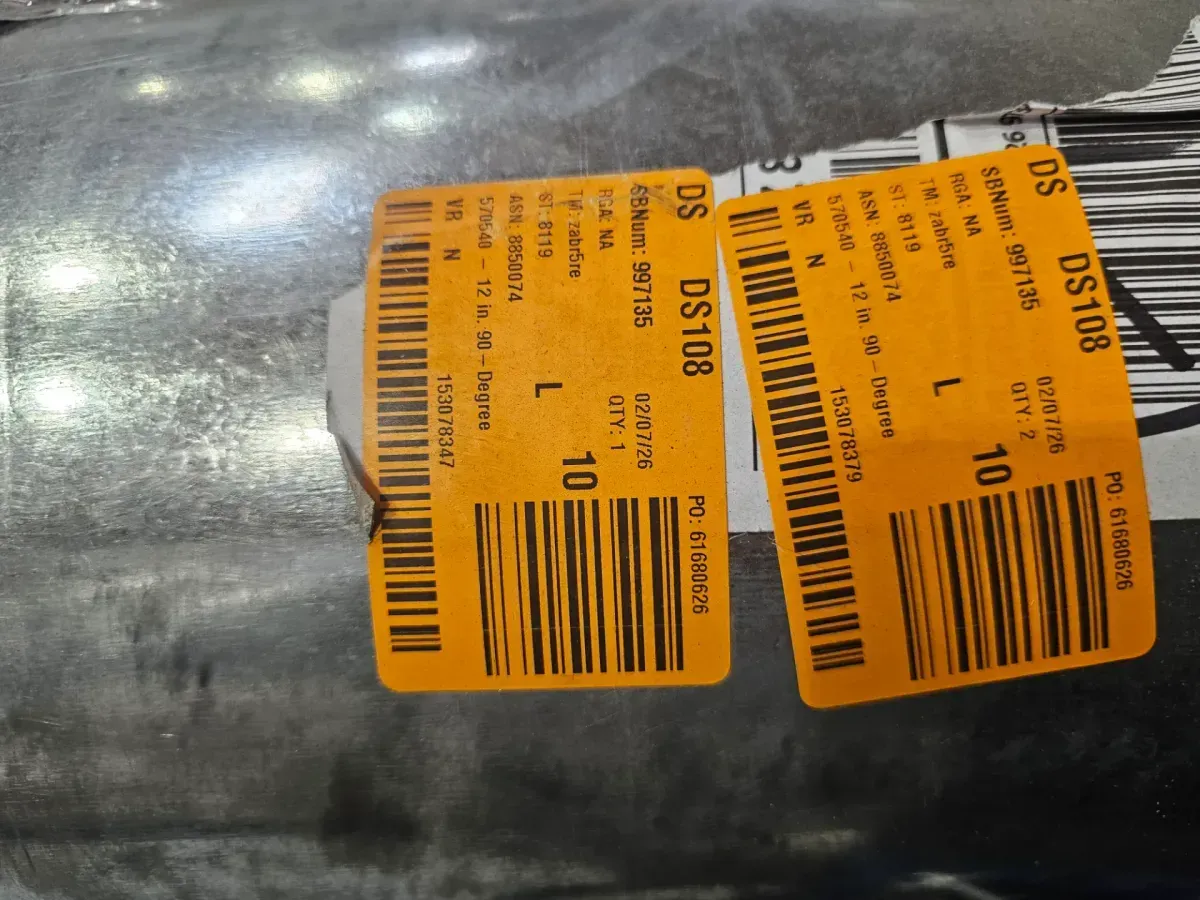 DS DS108
SBNum: 997135 02/07/26 PO: 61680626
RGA: NA QTY: 1
TM: zabr5re 10
ST: 8119 L
ASN: 8850074
570540 - 12 in. 90-Degree
VR N 153078347
DS DS108
SBNum: 997135 02/07/26 PO: 61680626
RGA: NA QTY: 2
TM: zabr5re 10
ST: 8119 L
ASN: 8850074
570540 - 12 in. 90-Degree
VR N 153078379